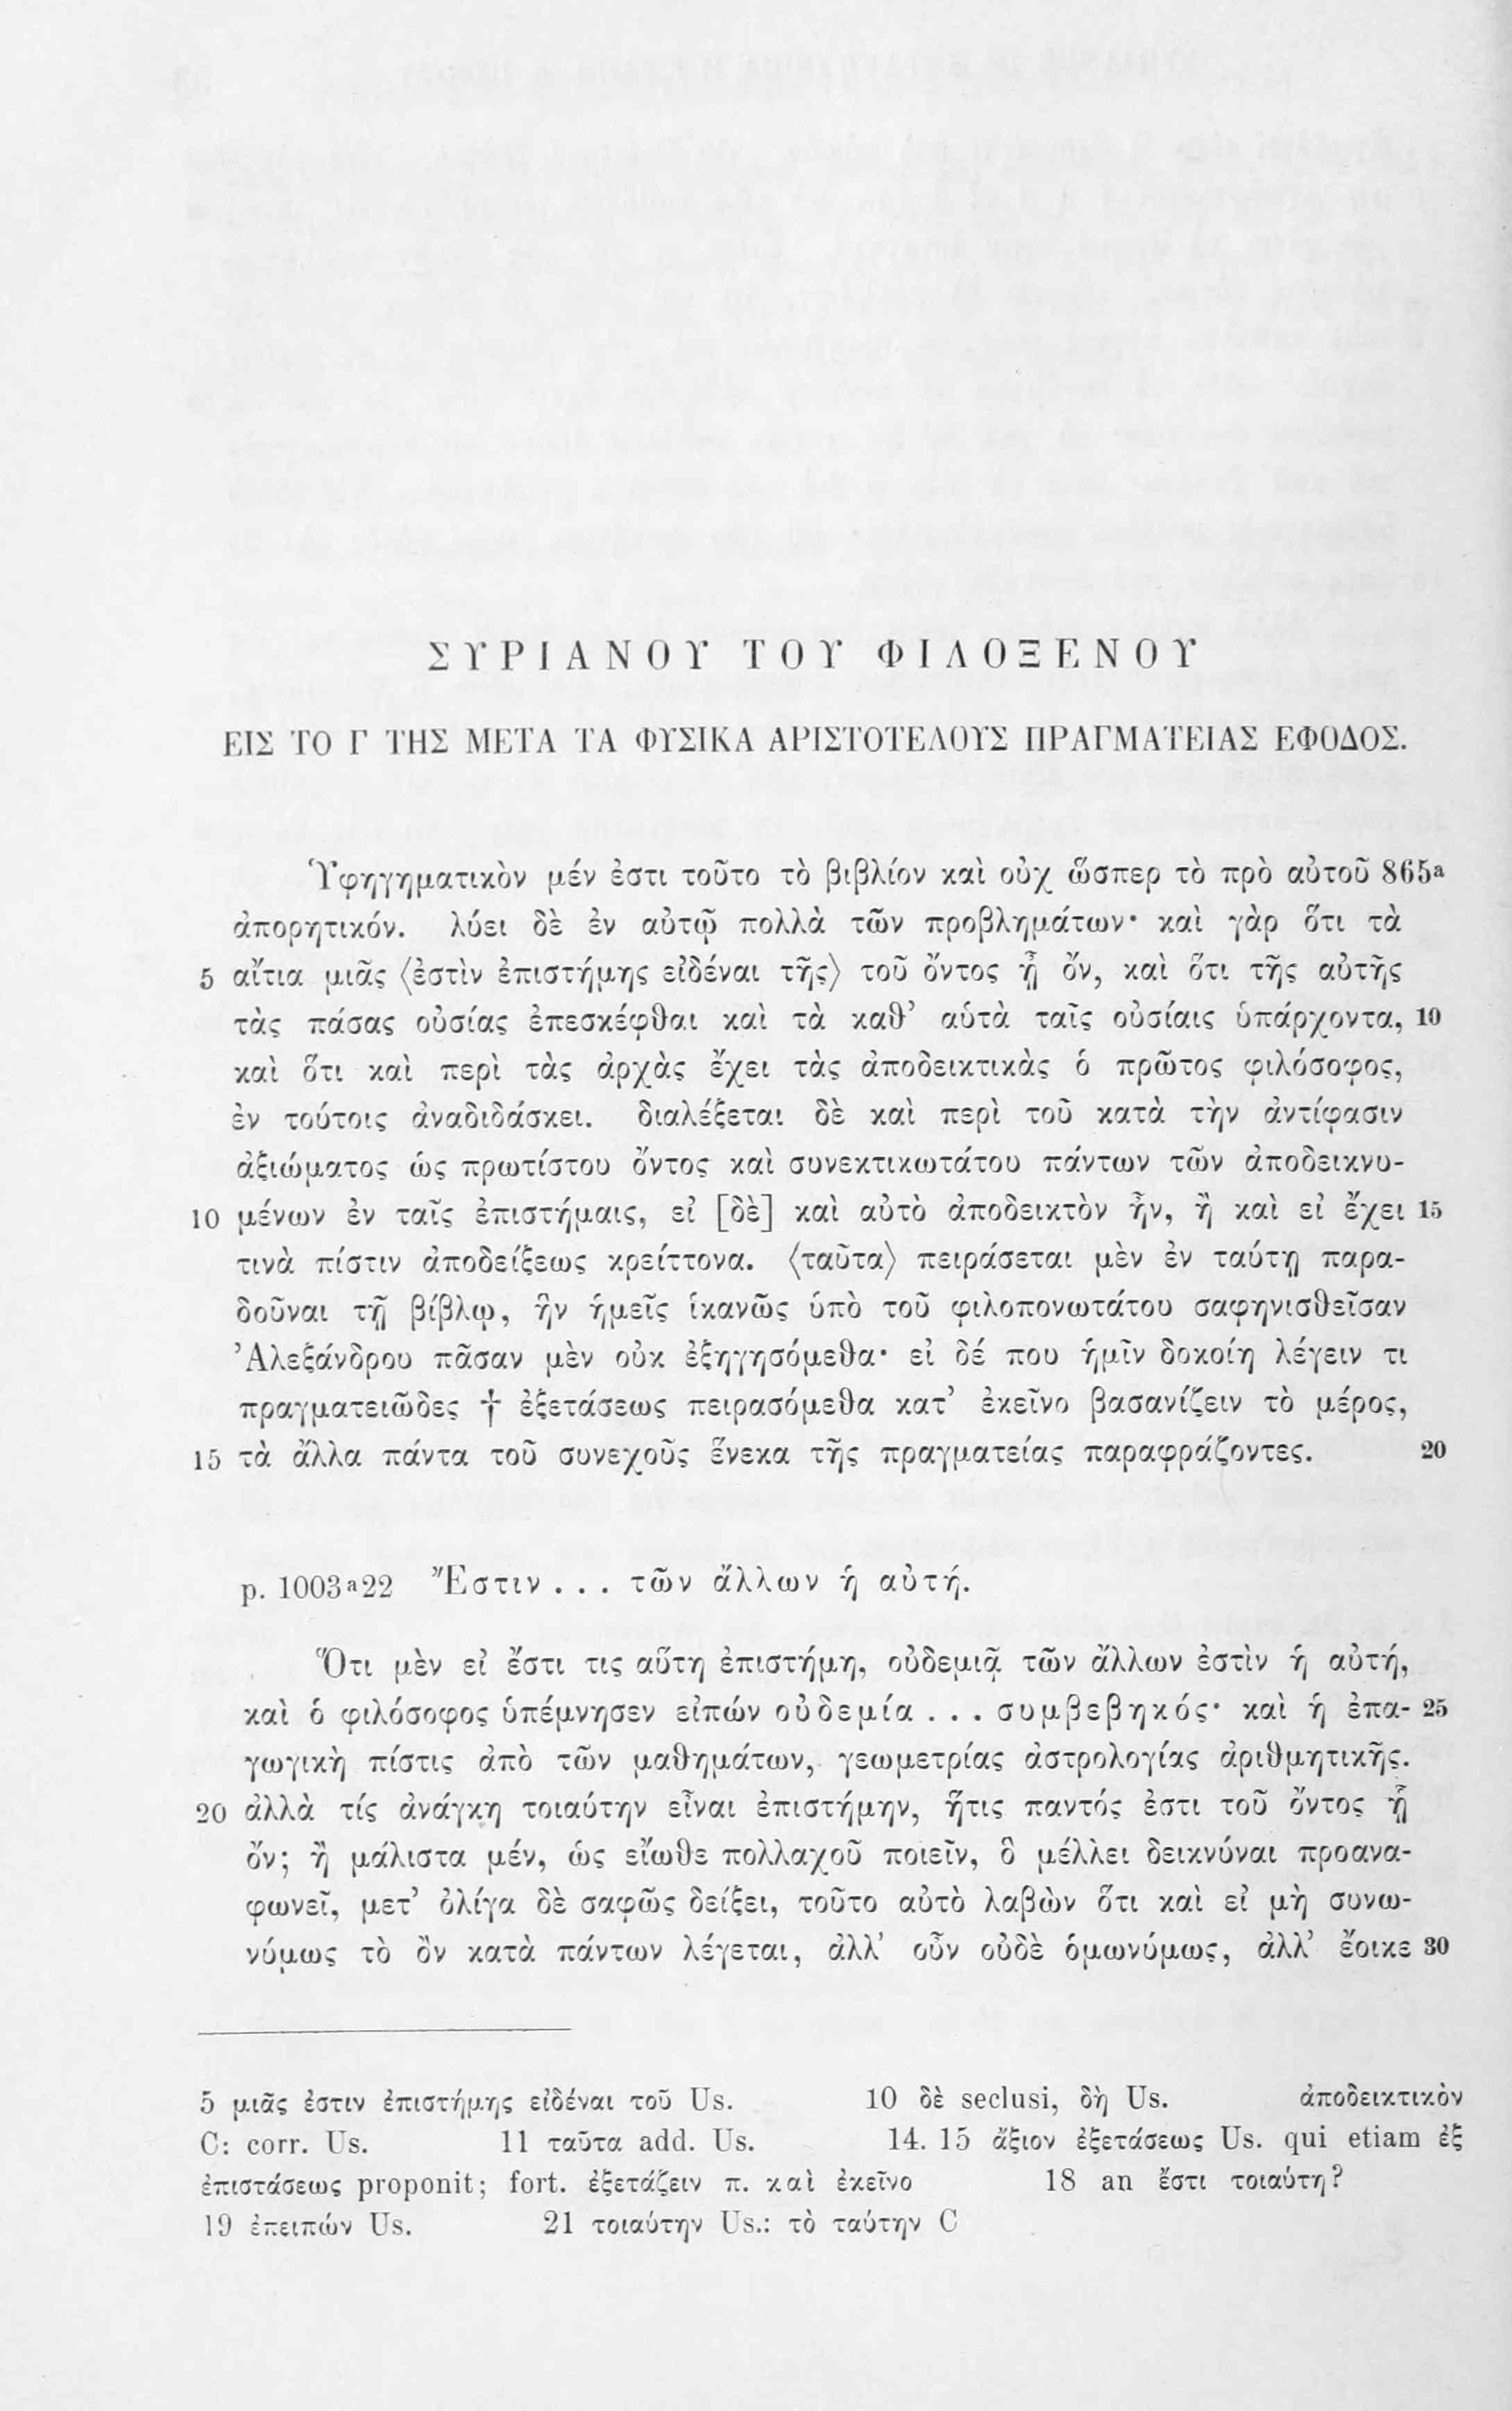 ΣΥΡΙΑΝΟΥ ΤΟΥ ΦΙΛΟΞΕΝΟΥ
ΕΙΣ ΤΟ Γ ΤΗΣ ΜΕΤΑ ΤΑ ΦΥΣΙΚΑ ΑΡΙΣΤΟΤΕΛΟΥΣ ΠΡΑΓΜΑΤΕΙΑΣ ΕΦΟΔΟΣ.
Ὑφηγηματικὸν μέν ἐστι τοῦτο τὸ βιβλίον καὶ οὐχ ὥσπερ τὸ πρὸ αὐτοῦ 865a
ἀπορητικόν. λύει δὲ ἐν αὐτῷ πολλὰ τῶν προβλημάτων· καὶ γὰρ ὅτι τὰ
5 αἴτια μιᾶς ⟨ἐστὶν ἐπιστήμης εἰδέναι τῆς⟩ τοῦ ὄντος ᾗ ὄν, καὶ ὅτι τῆς αὐτῆς
τὰς πάσας οὐσίας ἐπεσκέφθαι καὶ τὰ καθ’ αὑτὰ ταῖς οὐσίαις ὑπάρχοντα, 10
καὶ ὅτι καὶ περὶ τὰς ἀρχὰς ἔχει τὰς ἀποδεικτικὰς ὁ πρῶτος φιλόσοφος,
ἐν τούτοις ἀναδιδάσκει. διαλέξεται δὲ καὶ περὶ τοῦ κατὰ τὴν ἀντίφασιν
ἀξιώματος ὡς πρωτίστου ὄντος καὶ συνεκτικωτάτου πάντων τῶν ἀποδεικνυ-
10 μένων ἐν ταῖς ἐπιστήμαις, εἰ [δὲ] καὶ αὐτὸ ἀποδεικτὸν ἦν, ἢ καὶ εἰ ἔχει 15
τινὰ πίστιν ἀποδείξεως κρείττονα. ⟨ταῦτα⟩ πειράσεται μὲν ἐν ταύτῃ παρα-
δοῦναι τῇ βίβλῳ, ἣν ἡμεῖς ἱκανῶς ὑπὸ τοῦ φιλοπονωτάτου σαφηνισθεῖσαν
Ἀλεξάνδρου πᾶσαν μὲν οὐκ ἐξηγησόμεθα· εἰ δέ που ἡμῖν δοκοίη λέγειν τι
πραγματειῶδες † ἐξετάσεως πειρασόμεθα κατ’ ἐκεῖνο βασανίζειν τὸ μέρος,
15 τὰ ἄλλα πάντα τοῦ συνεχοῦς ἕνεκα τῆς πραγματείας παραφράζοντες. 20
p. 1003a22 Ἔστιν . . . τῶν ἄλλων ἡ αὐτή.
Ὅτι μὲν εἰ ἔστι τις αὕτη ἐπιστήμη, οὐδεμιᾷ τῶν ἄλλων ἐστὶν ἡ αὐτή,
καὶ ὁ φιλόσοφος ὑπέμνησεν εἰπών οὐδεμία . . . συμβεβηκός· καὶ ἡ ἐπα- 25
γωγικὴ πίστις ἀπὸ τῶν μαθημάτων, γεωμετρίας ἀστρολογίας ἀριθμητικῆς.
20 ἀλλὰ τίς ἀνάγκη τοιαύτην εἶναι ἐπιστήμην, ἥτις παντός ἐστι τοῦ ὄντος ᾗ
ὄν; ἢ μάλιστα μέν, ὡς εἴωθε πολλαχοῦ ποιεῖν, ὃ μέλλει δεικνύναι προανα-
φωνεῖ, μετ’ ὀλίγα δὲ σαφῶς δείξει, τοῦτο αὐτὸ λαβὼν ὅτι καὶ εἰ μὴ συνω-
νύμως τὸ ὂν κατὰ πάντων λέγεται, ἀλλ’ οὖν οὐδὲ ὁμωνύμως, ἀλλ’ ἔοικε 30
5 μιᾶς ἐστιν ἐπιστήμης εἰδέναι τοῦ Us. 10 δὲ seclusi, δὴ Us. ἀποδεικτικὸν
C: corr. Us. 11 ταῦτα add. Us. 14. 15 ἄξιον ἐξετάσεως Us. qui etiam ἐξ
ἐπιστάσεως proponit; fort. ἐξετάζειν π. καὶ ἐκεῖνο 18 an ἔστι τοιαύτη?
19 ἐπειπών Us. 21 τοιαύτην Us.: τὸ ταύτην C